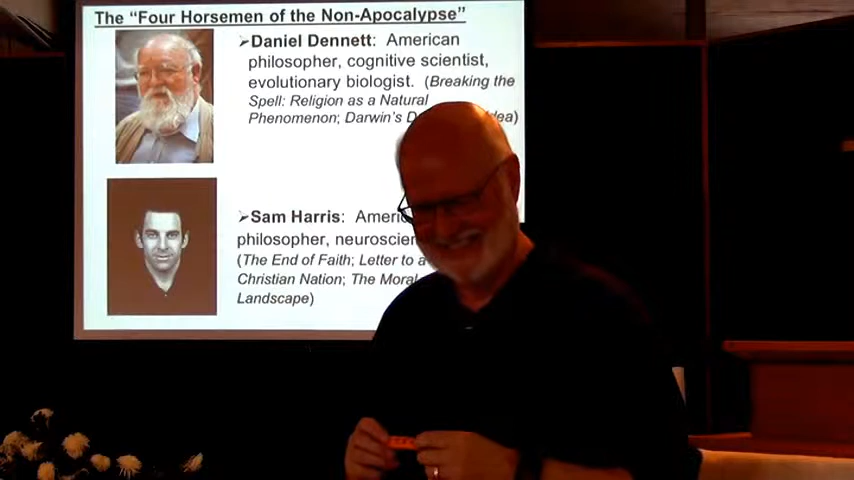 The “Four Horsemen of the Non-Apocalypse”
➢Daniel Dennett: American
philosopher, cognitive scientist,
evolutionary biologist. (Breaking the
Spell: Religion as a Natural
Phenomenon; Darwin's
➢Sam Harris:
philosopher,
(The End of Faith; Letter to a
Christian Nation; The Moral
Landscape)